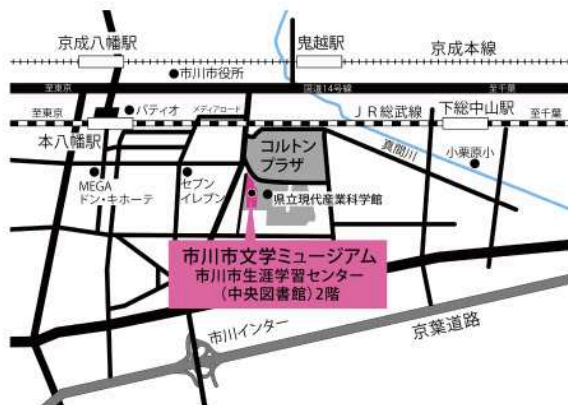 京成八幡駅
鬼越駅
京成本線
市川市役所
至東京
国道14号線
至千葉
至東京
パティオ
メディアロード
JR総武線
下総中山駅
至千葉
本八幡駅
コルトン
プラザ
真間川
小栗原小
MEGA
ドン・キホーテ
セブン
イレブン
県立現代産業科学館
市川市文学ミュージアム
市川市生涯学習センター
(中央図書館)2階
市川インター
京葉道路